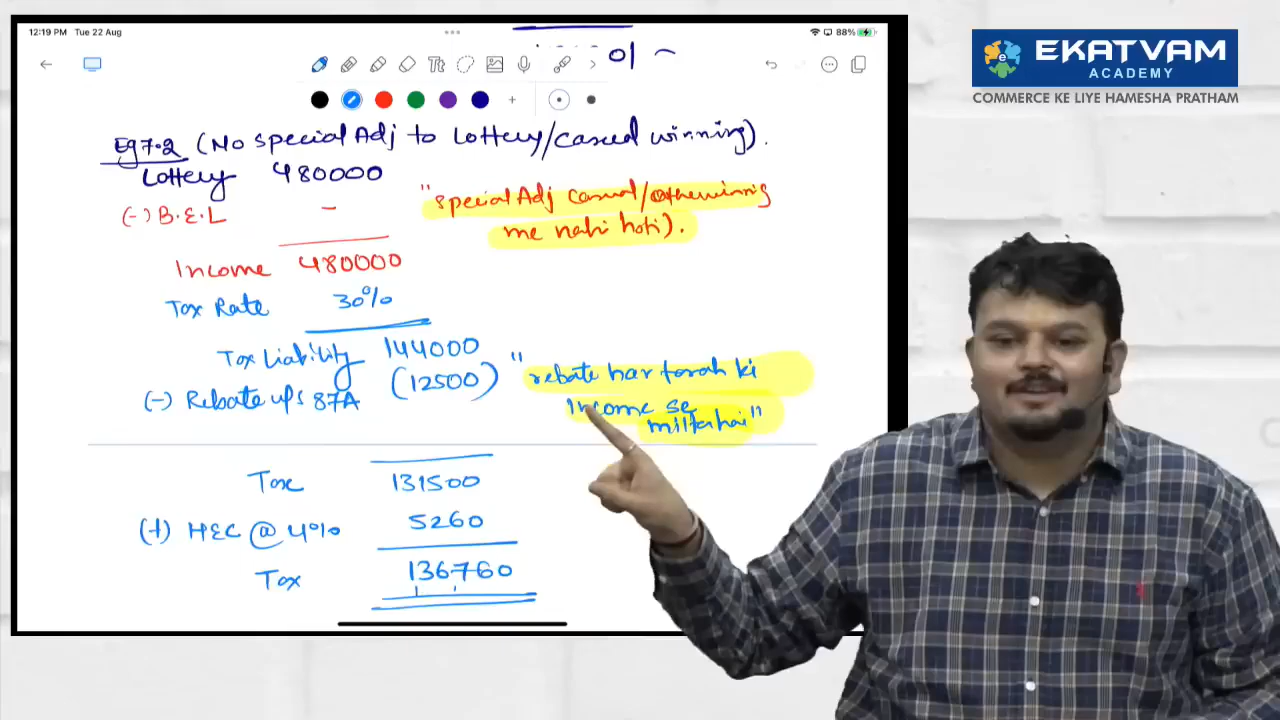 12:19 PM Tue 22 Aug
88%
EKATVAM
ACADEMY
COMMERCE KE LIYE HAMESHA PRATHAM
Eg 7.2 (No special Adj to Lottery/casual winning).
Lottery 480000
(-) B.E.L -
"special Adj casual/otherwinnig
me nahi hoti).
Income 480000
Tax Rate 30%
Tax Liability 144000
(-) Rebate u/s 87A (12500)
"rebate har tarah ki
Income se
milta hai"
Tax 131500
(+) HEC @ 4% 5260
Tax 136760